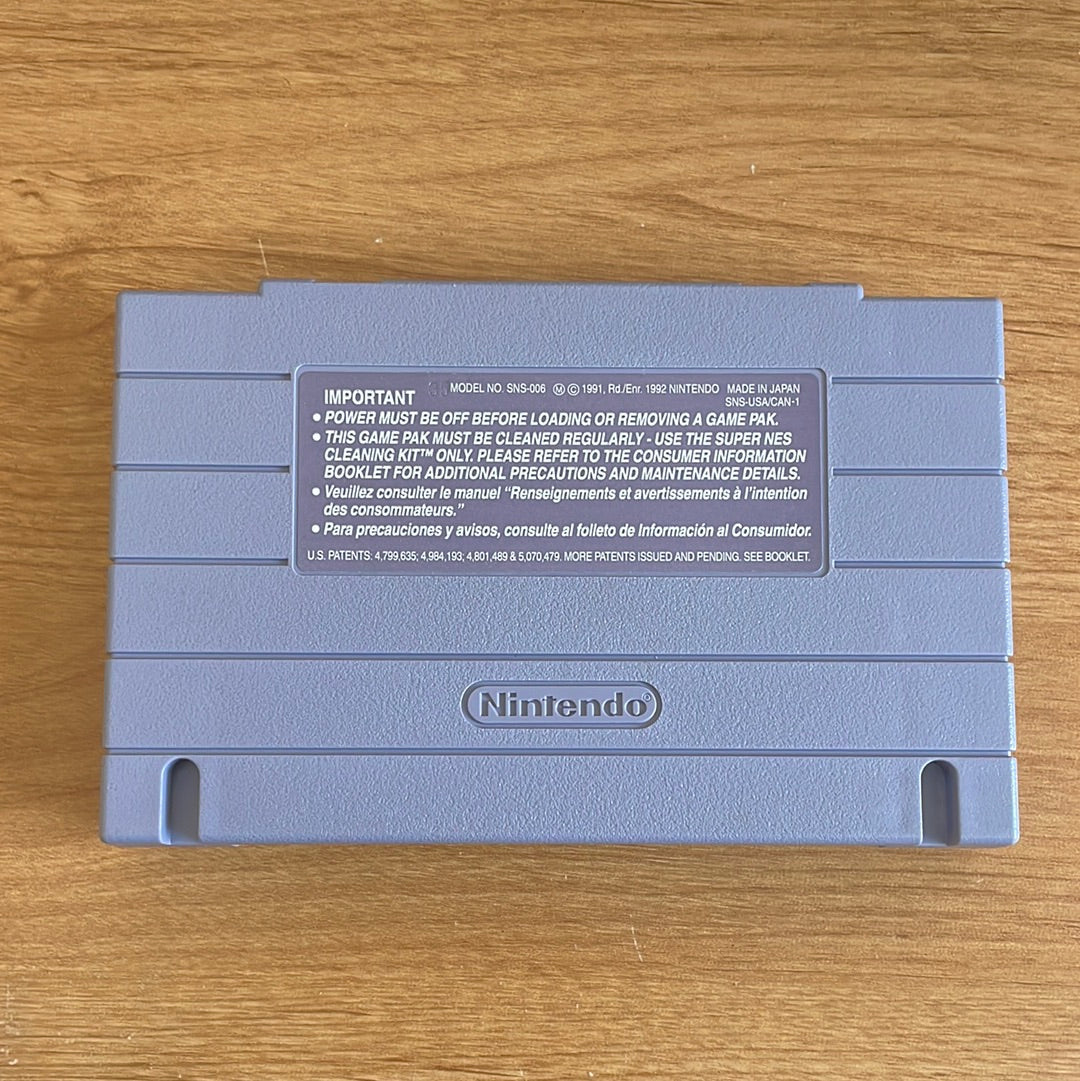 IMPORTANT MODEL NO. SNS-006 Ⓜ © 1991, Rd./Enr. 1992 NINTENDO MADE IN JAPAN
SNS-USA/CAN-1
• POWER MUST BE OFF BEFORE LOADING OR REMOVING A GAME PAK.
• THIS GAME PAK MUST BE CLEANED REGULARLY - USE THE SUPER NES
CLEANING KIT™ ONLY. PLEASE REFER TO THE CONSUMER INFORMATION
BOOKLET FOR ADDITIONAL PRECAUTIONS AND MAINTENANCE DETAILS.
• Veuillez consulter le manuel “Renseignements et avertissements à l’intention
des consommateurs.”
• Para precauciones y avisos, consulte al folleto de Información al Consumidor.
U.S. PATENTS: 4,799,635; 4,984,193; 4,801,489 & 5,070,479. MORE PATENTS ISSUED AND PENDING. SEE BOOKLET.
Nintendo®